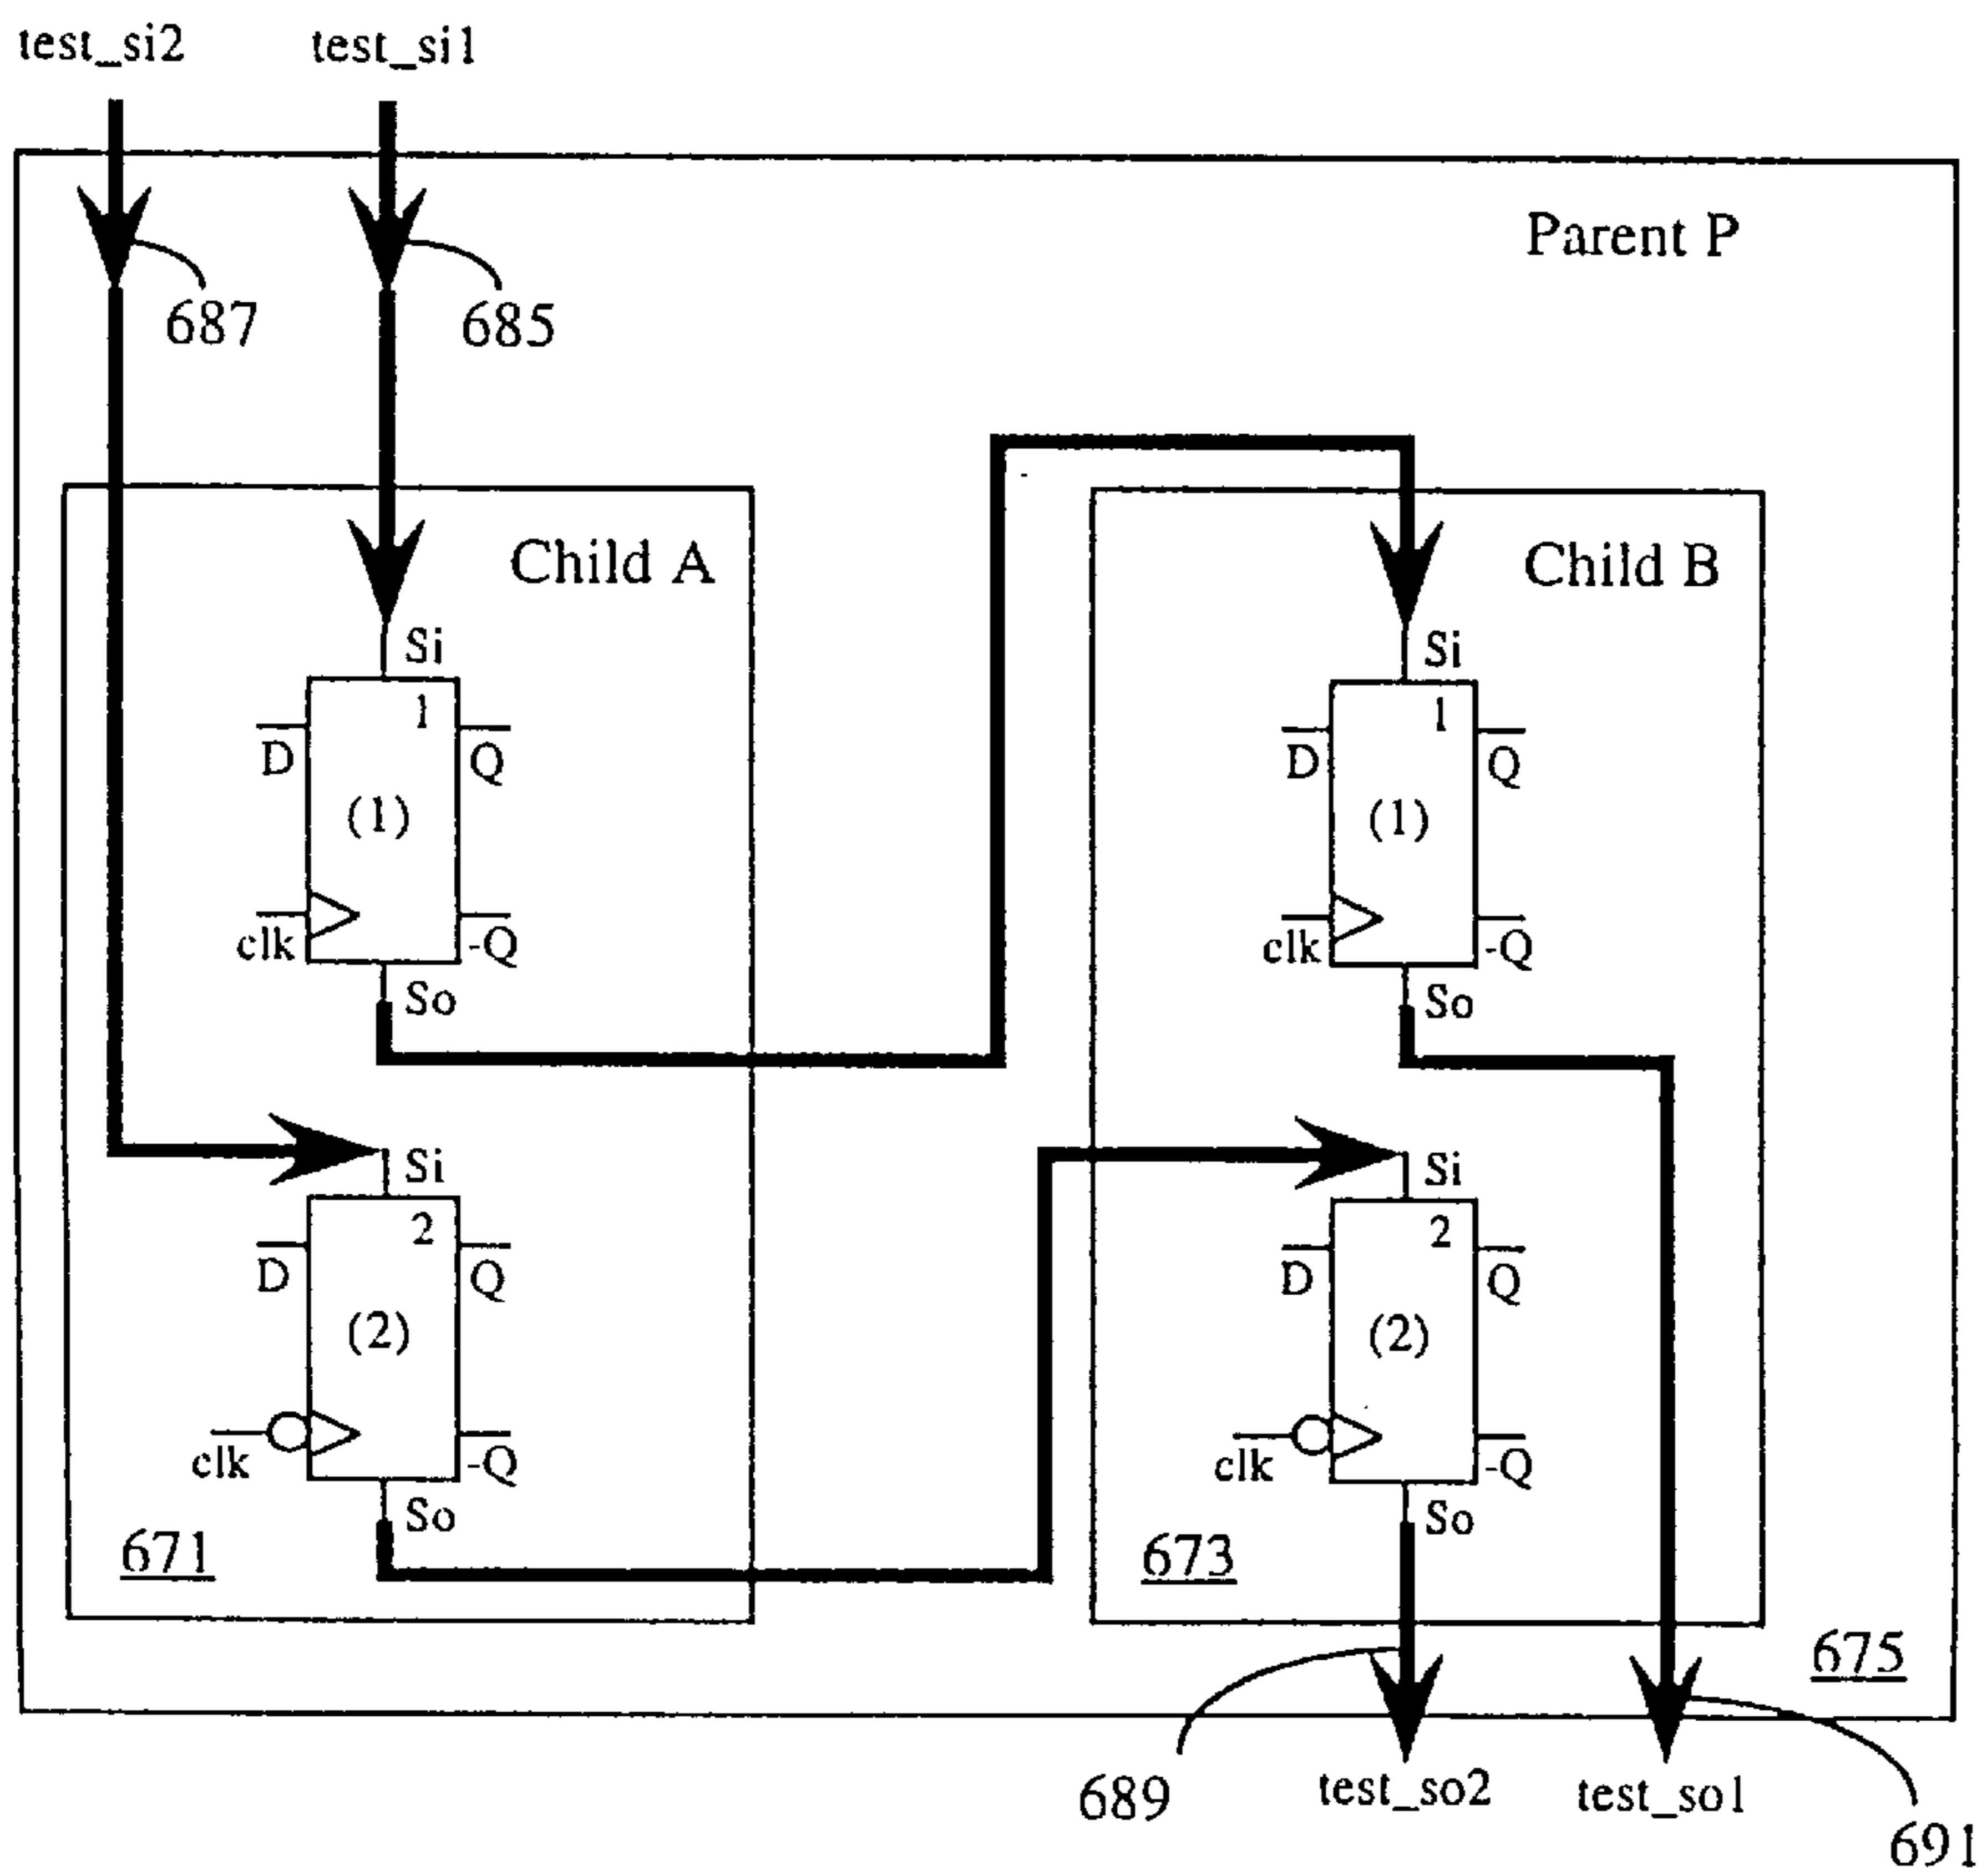 test_si2 test_si1
Parent P
687 685
Child A Child B
Si Si
1 1
D Q D Q
(1) (1)
clk -Q clk -Q
So So
Si Si
2 2
D Q D Q
(2) (2)
clk -Q clk -Q
So So
671 673
675
689 test_so2 test_so1
691